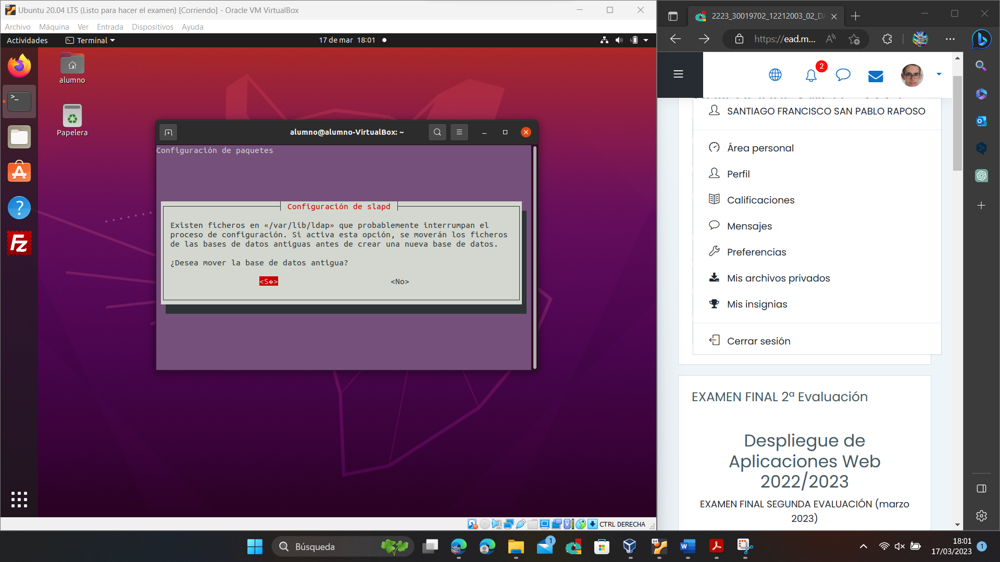 Ubuntu 20.04 LTS (Listo para hacer el examen) [Corriendo] - Oracle VM VirtualBox
Archivo Máquina Ver Entrada Dispositivos Ayuda
Actividades Terminal 17 de mar 18:01
alumno
Papelera
alumno@alumno-VirtualBox: ~
Configuración de paquetes
Configuración de slapd
Existen ficheros en «/var/lib/ldap» que probablemente interrumpan el
proceso de configuración. Si activa esta opción, se moverán los ficheros
de las bases de datos antiguas antes de crear una nueva base de datos.
¿Desea mover la base de datos antigua?
<S�> <No>
CTRL DERECHA
2223_30019702_12212003_02_DA
https://ead.m...
2
SANTIAGO FRANCISCO SAN PABLO RAPOSO
Área personal
Perfil
Calificaciones
Mensajes
Preferencias
Mis archivos privados
Mis insignias
Cerrar sesión
EXAMEN FINAL 2ª Evaluación
Despliegue de
Aplicaciones Web
2022/2023
EXAMEN FINAL SEGUNDA EVALUACIÓN (marzo
2023)
Búsqueda
1
64
18:01
17/03/2023
1